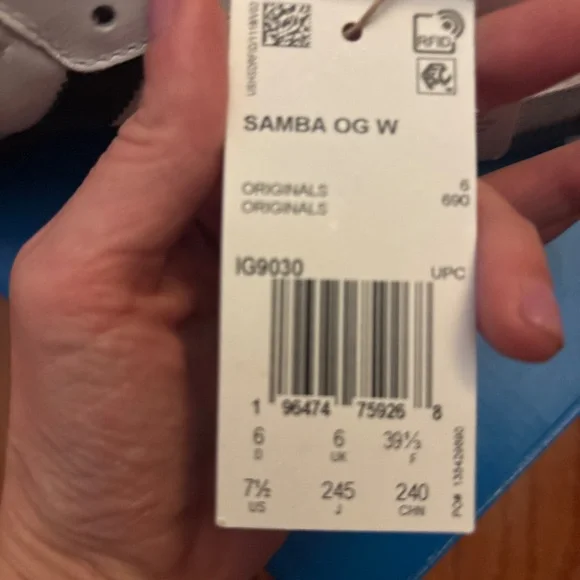 RFID
SAMBA OG W
ORIGINALS 6
ORIGINALS 690
IG9030 UPC
1 96474 75926 8
6 6 39⅓
D UK F
7½ 245 240
US J CHN